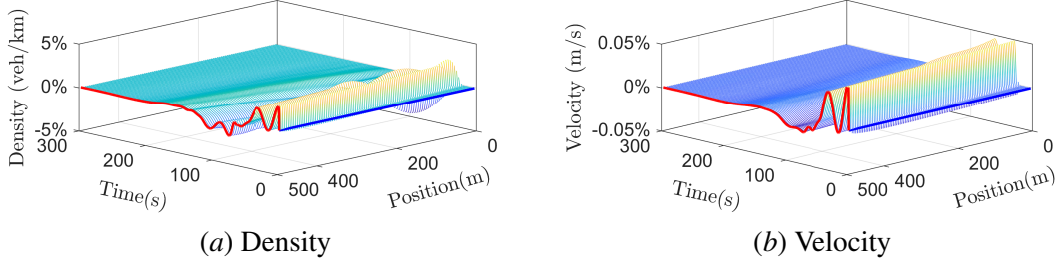 Density (veh/km)
5%
0%
-5%
300
200
100
0
Time(s)
500
400
200
0
Position(m)
(a) Density
Velocity (m/s)
0.05%
0%
-0.05%
300
200
100
0
Time(s)
500
400
200
0
Position(m)
(b) Velocity